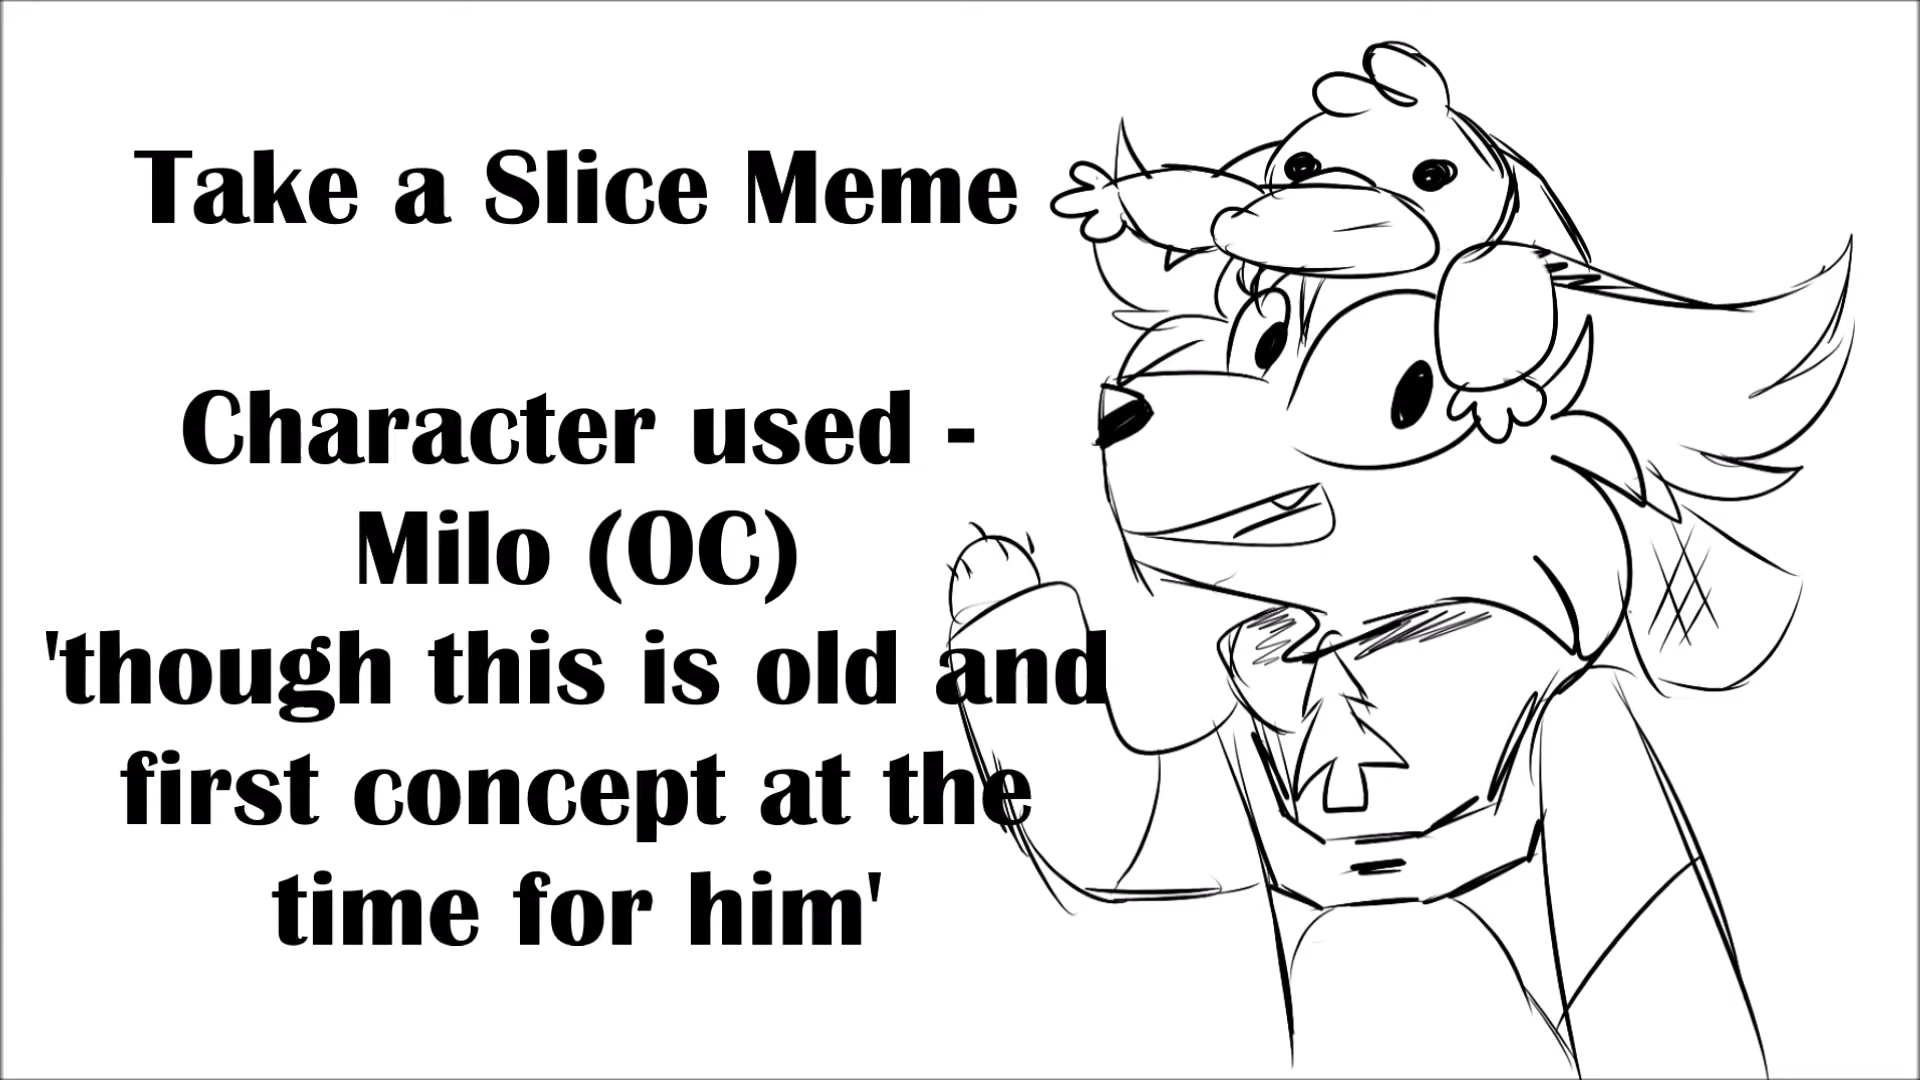 Take a Slice Meme
Character used -
Milo (OC)
'though this is old and
first concept at the
time for him'